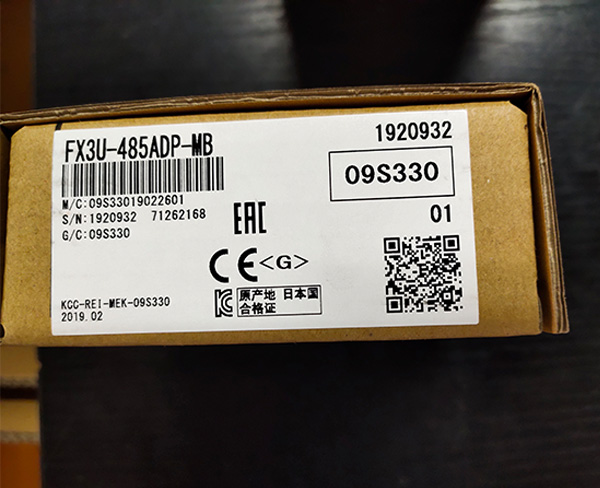 FX3U-485ADP-MB
1920932
M/C:09S33019022601
09S330
S/N:1920932 71262168
G/C:09S330
EAC
01
CE<G>
KCC-REI-MEK-09S330
2019.02
原产地 日本国
合格证